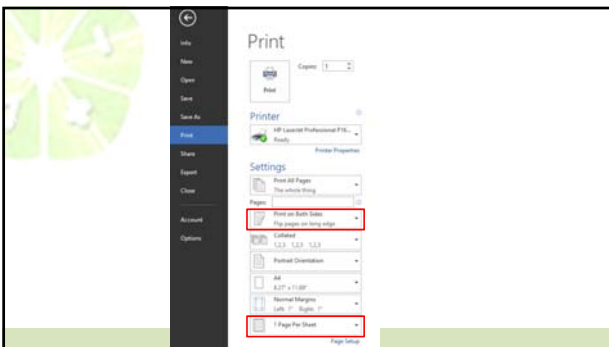 Info
New
Open
Save
Save As
Print
Share
Export
Close
Account
Options
Print
Copies: 1
Print
Printer
HP LaserJet Professional P16...
Ready
Printer Properties
Settings
Print All Pages
The whole thing
Pages:
Print on Both Sides
Flip pages on long edge
Collated
1,2,3 1,2,3 1,2,3
Portrait Orientation
A4
8.27" x 11.69"
Normal Margins
Left: 1" Right: 1"
1 Page Per Sheet
Page Setup